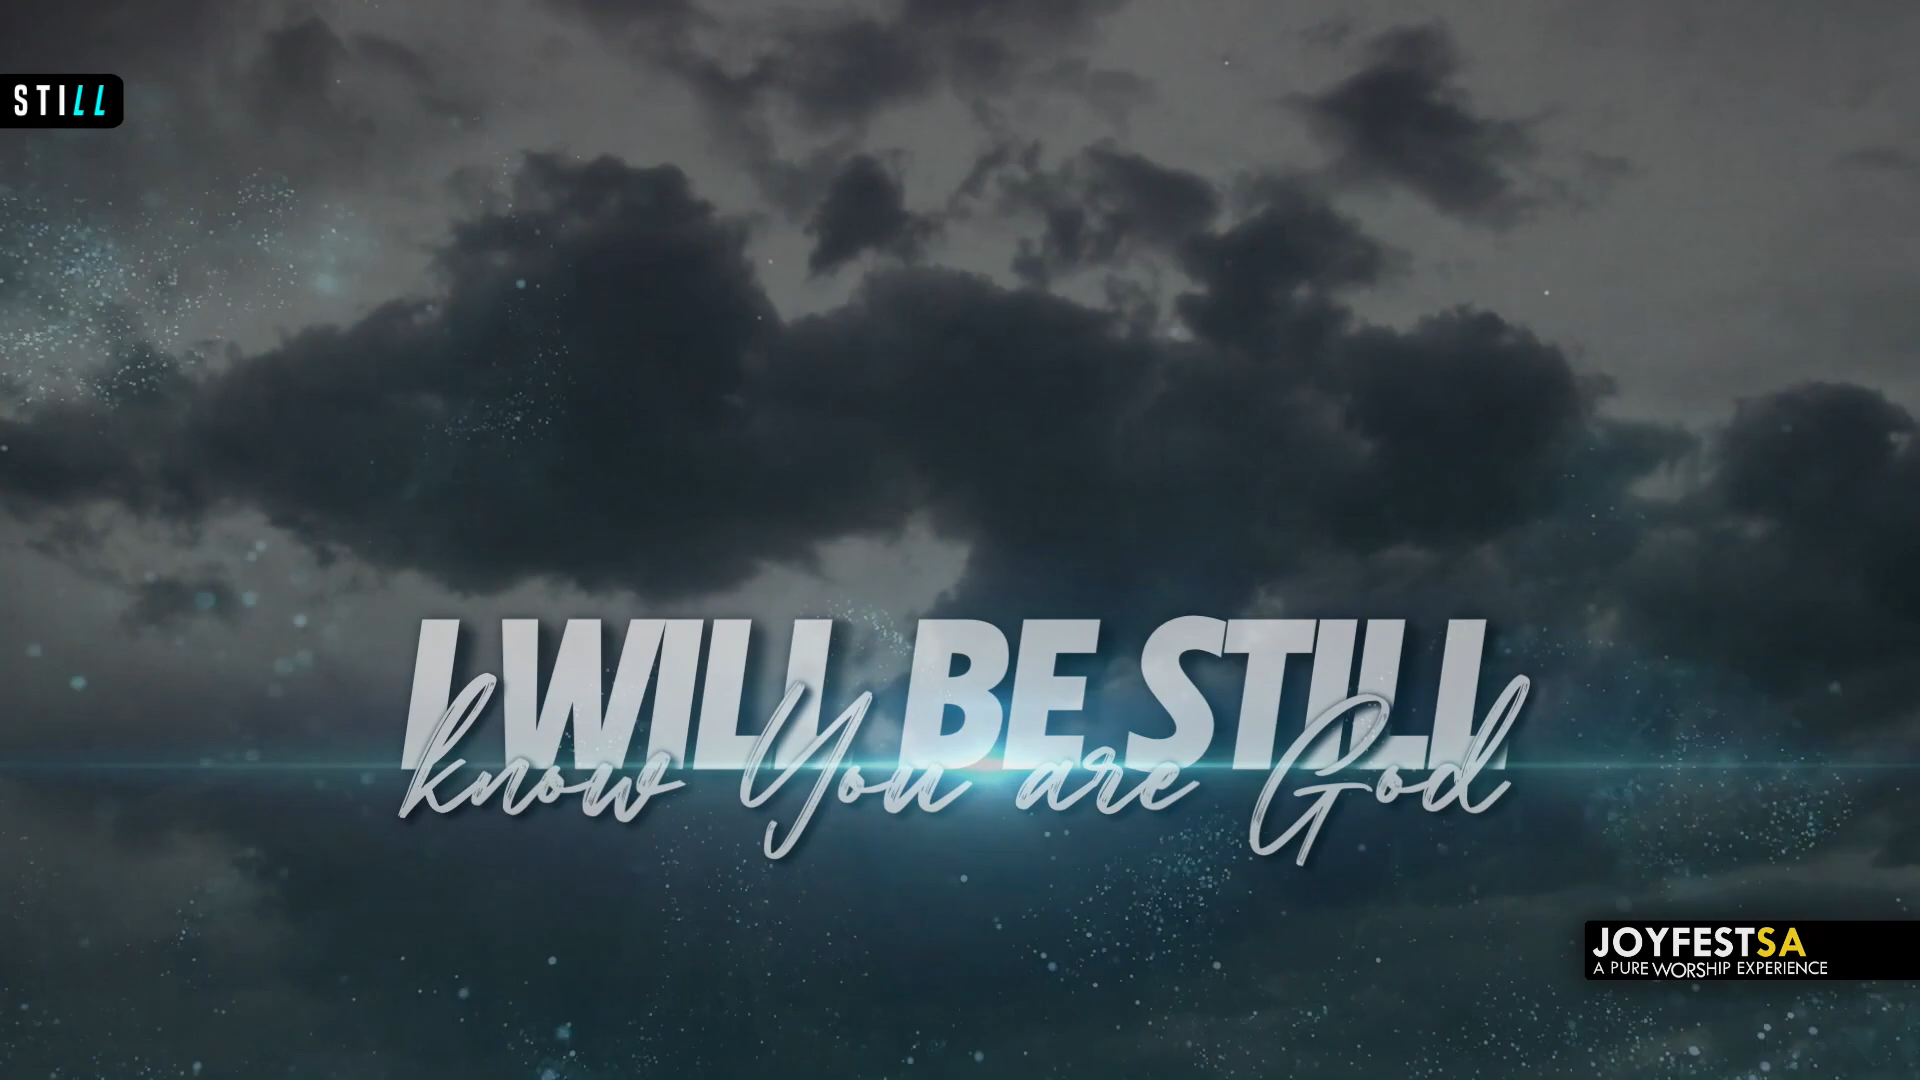 STILL
I WILL BE STILL
know You are God
JOYFESTSA
A PURE WORSHIP EXPERIENCE